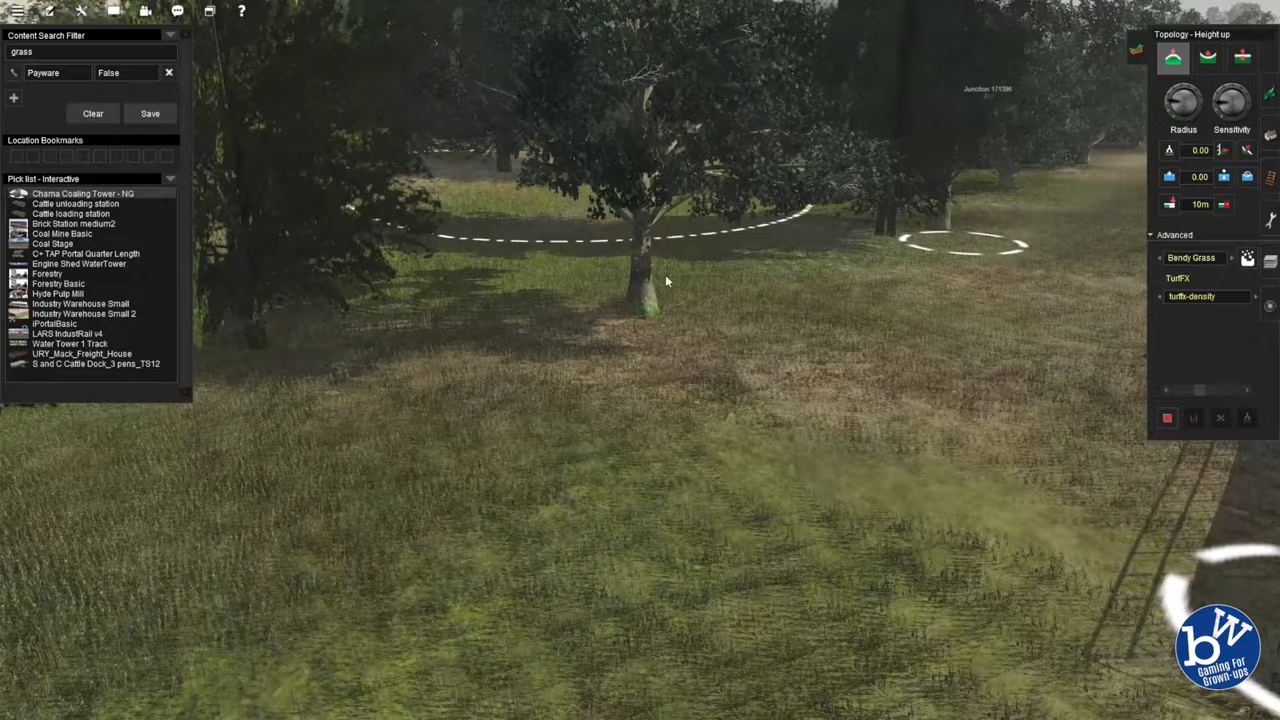 ?
Content Search Filter
grass
Payware False
Clear Save
Location Bookmarks
Pick list - Interactive
Chama Coaling Tower - NG
Cattle unloading station
Cattle loading station
Brick Station medium2
Coal Mine Basic
Coal Stage
C+ TAP Portal Quarter Length
Engine Shed WaterTower
Forestry
Forestry Basic
Hyde Pulp Mill
Industry Warehouse Small
Industry Warehouse Small 2
iPortalBasic
LARS IndustRail v4
Water Tower 1 Track
URY_Mack_Freight_House
S and C Cattle Dock_3 pens_TS12
Junction 171396
Topology - Height up
Radius Sensitivity
0.00
0.00
10m
Advanced
Bendy Grass
TurfFX
turffx-density
bW
Gaming For
Grown-ups